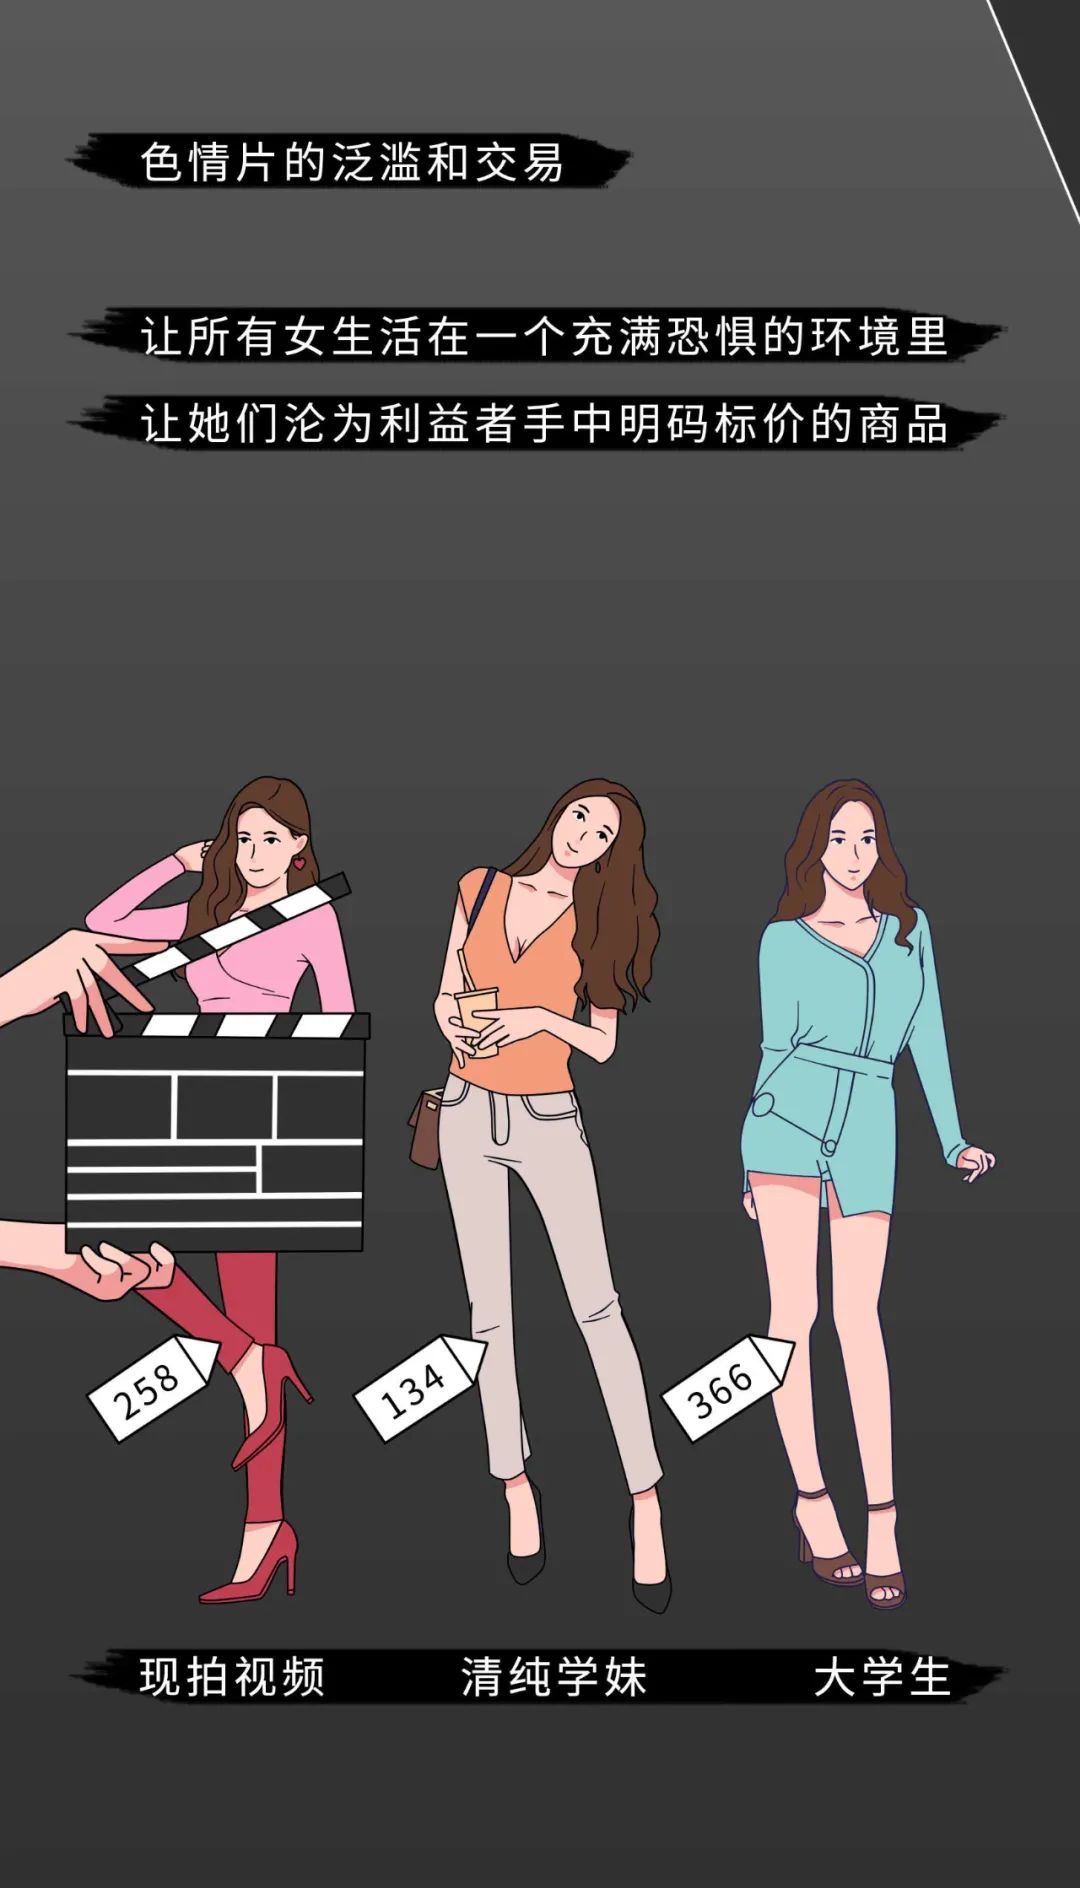 色情片的泛滥和交易
让所有女生活在一个充满恐惧的环境里
让她们沦为利益者手中明码标价的商品
258
134
366
现拍视频 清纯学妹 大学生